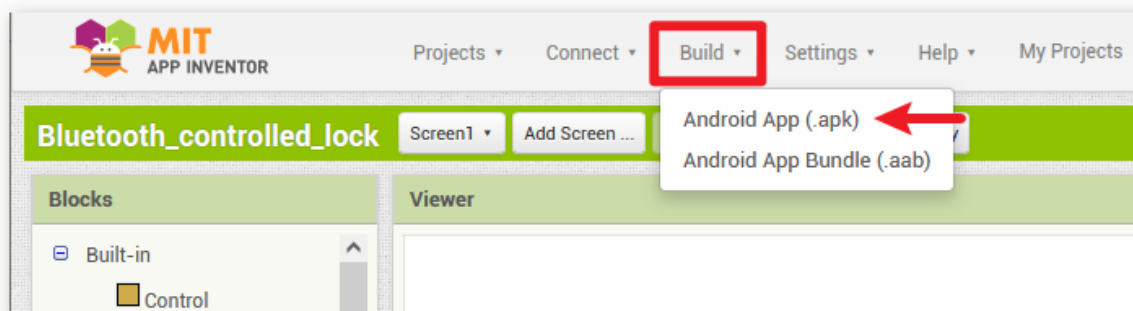 MIT
APP INVENTOR
Projects Connect Build Settings Help My Projects
Android App (.apk)
Android App Bundle (.aab)
Bluetooth_controlled_lock Screen1 Add Screen ...
Blocks Viewer
Built-in
Control